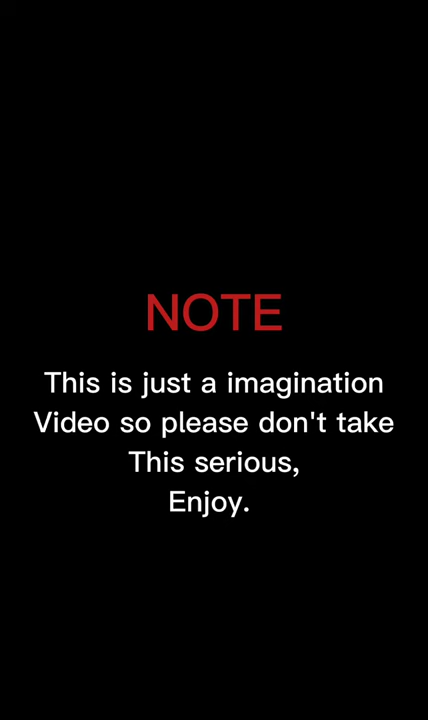 NOTE
This is just a imagination
Video so please don't take
This serious,
Enjoy.